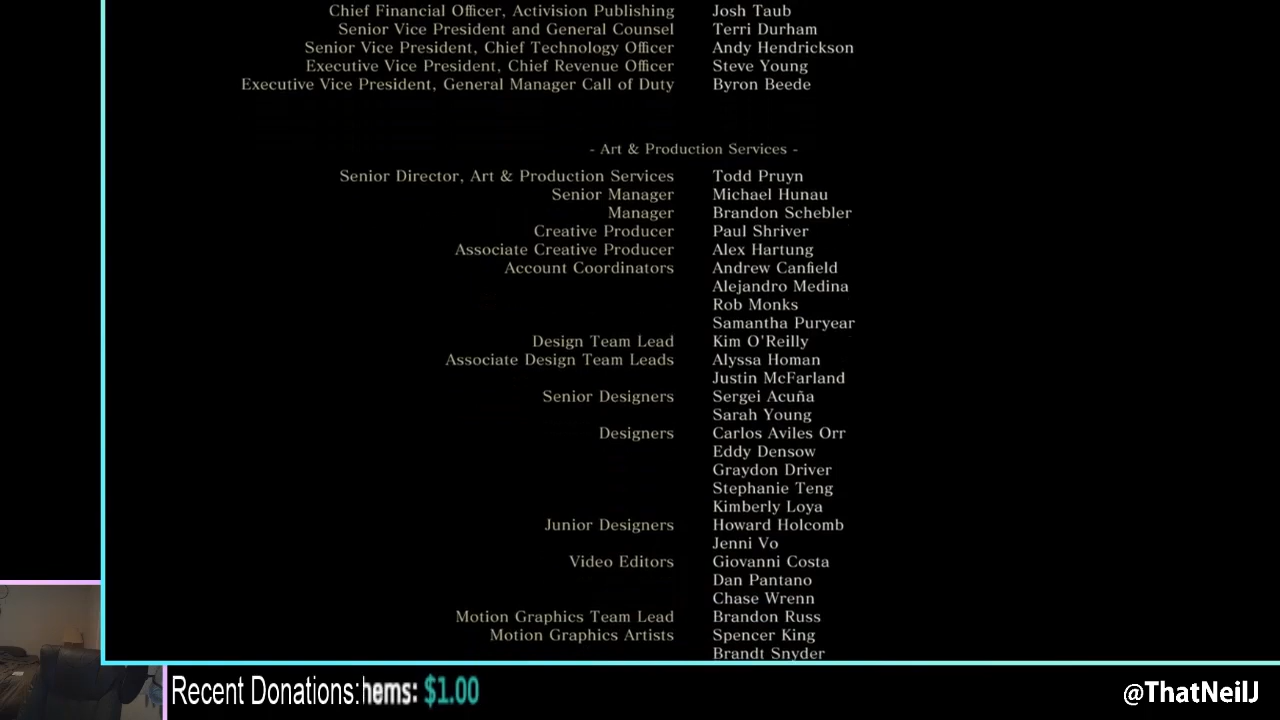 Chief Financial Officer, Activision Publishing Josh Taub
Senior Vice President and General Counsel Terri Durham
Senior Vice President, Chief Technology Officer Andy Hendrickson
Executive Vice President, Chief Revenue Officer Steve Young
Executive Vice President, General Manager Call of Duty Byron Beede
- Art & Production Services -
Senior Director, Art & Production Services Todd Pruyn
Senior Manager Michael Hunau
Manager Brandon Schebler
Creative Producer Paul Shriver
Associate Creative Producer Alex Hartung
Account Coordinators Andrew Canfield
Alejandro Medina
Rob Monks
Samantha Puryear
Design Team Lead Kim O'Reilly
Associate Design Team Leads Alyssa Homan
Justin McFarland
Senior Designers Sergei Acuña
Sarah Young
Designers Carlos Aviles Orr
Eddy Densow
Graydon Driver
Stephanie Teng
Kimberly Loya
Junior Designers Howard Holcomb
Jenni Vo
Video Editors Giovanni Costa
Dan Pantano
Chase Wrenn
Motion Graphics Team Lead Brandon Russ
Motion Graphics Artists Spencer King
Brandt Snyder
Recent Donations: hems: $1.00
@ThatNeilJ